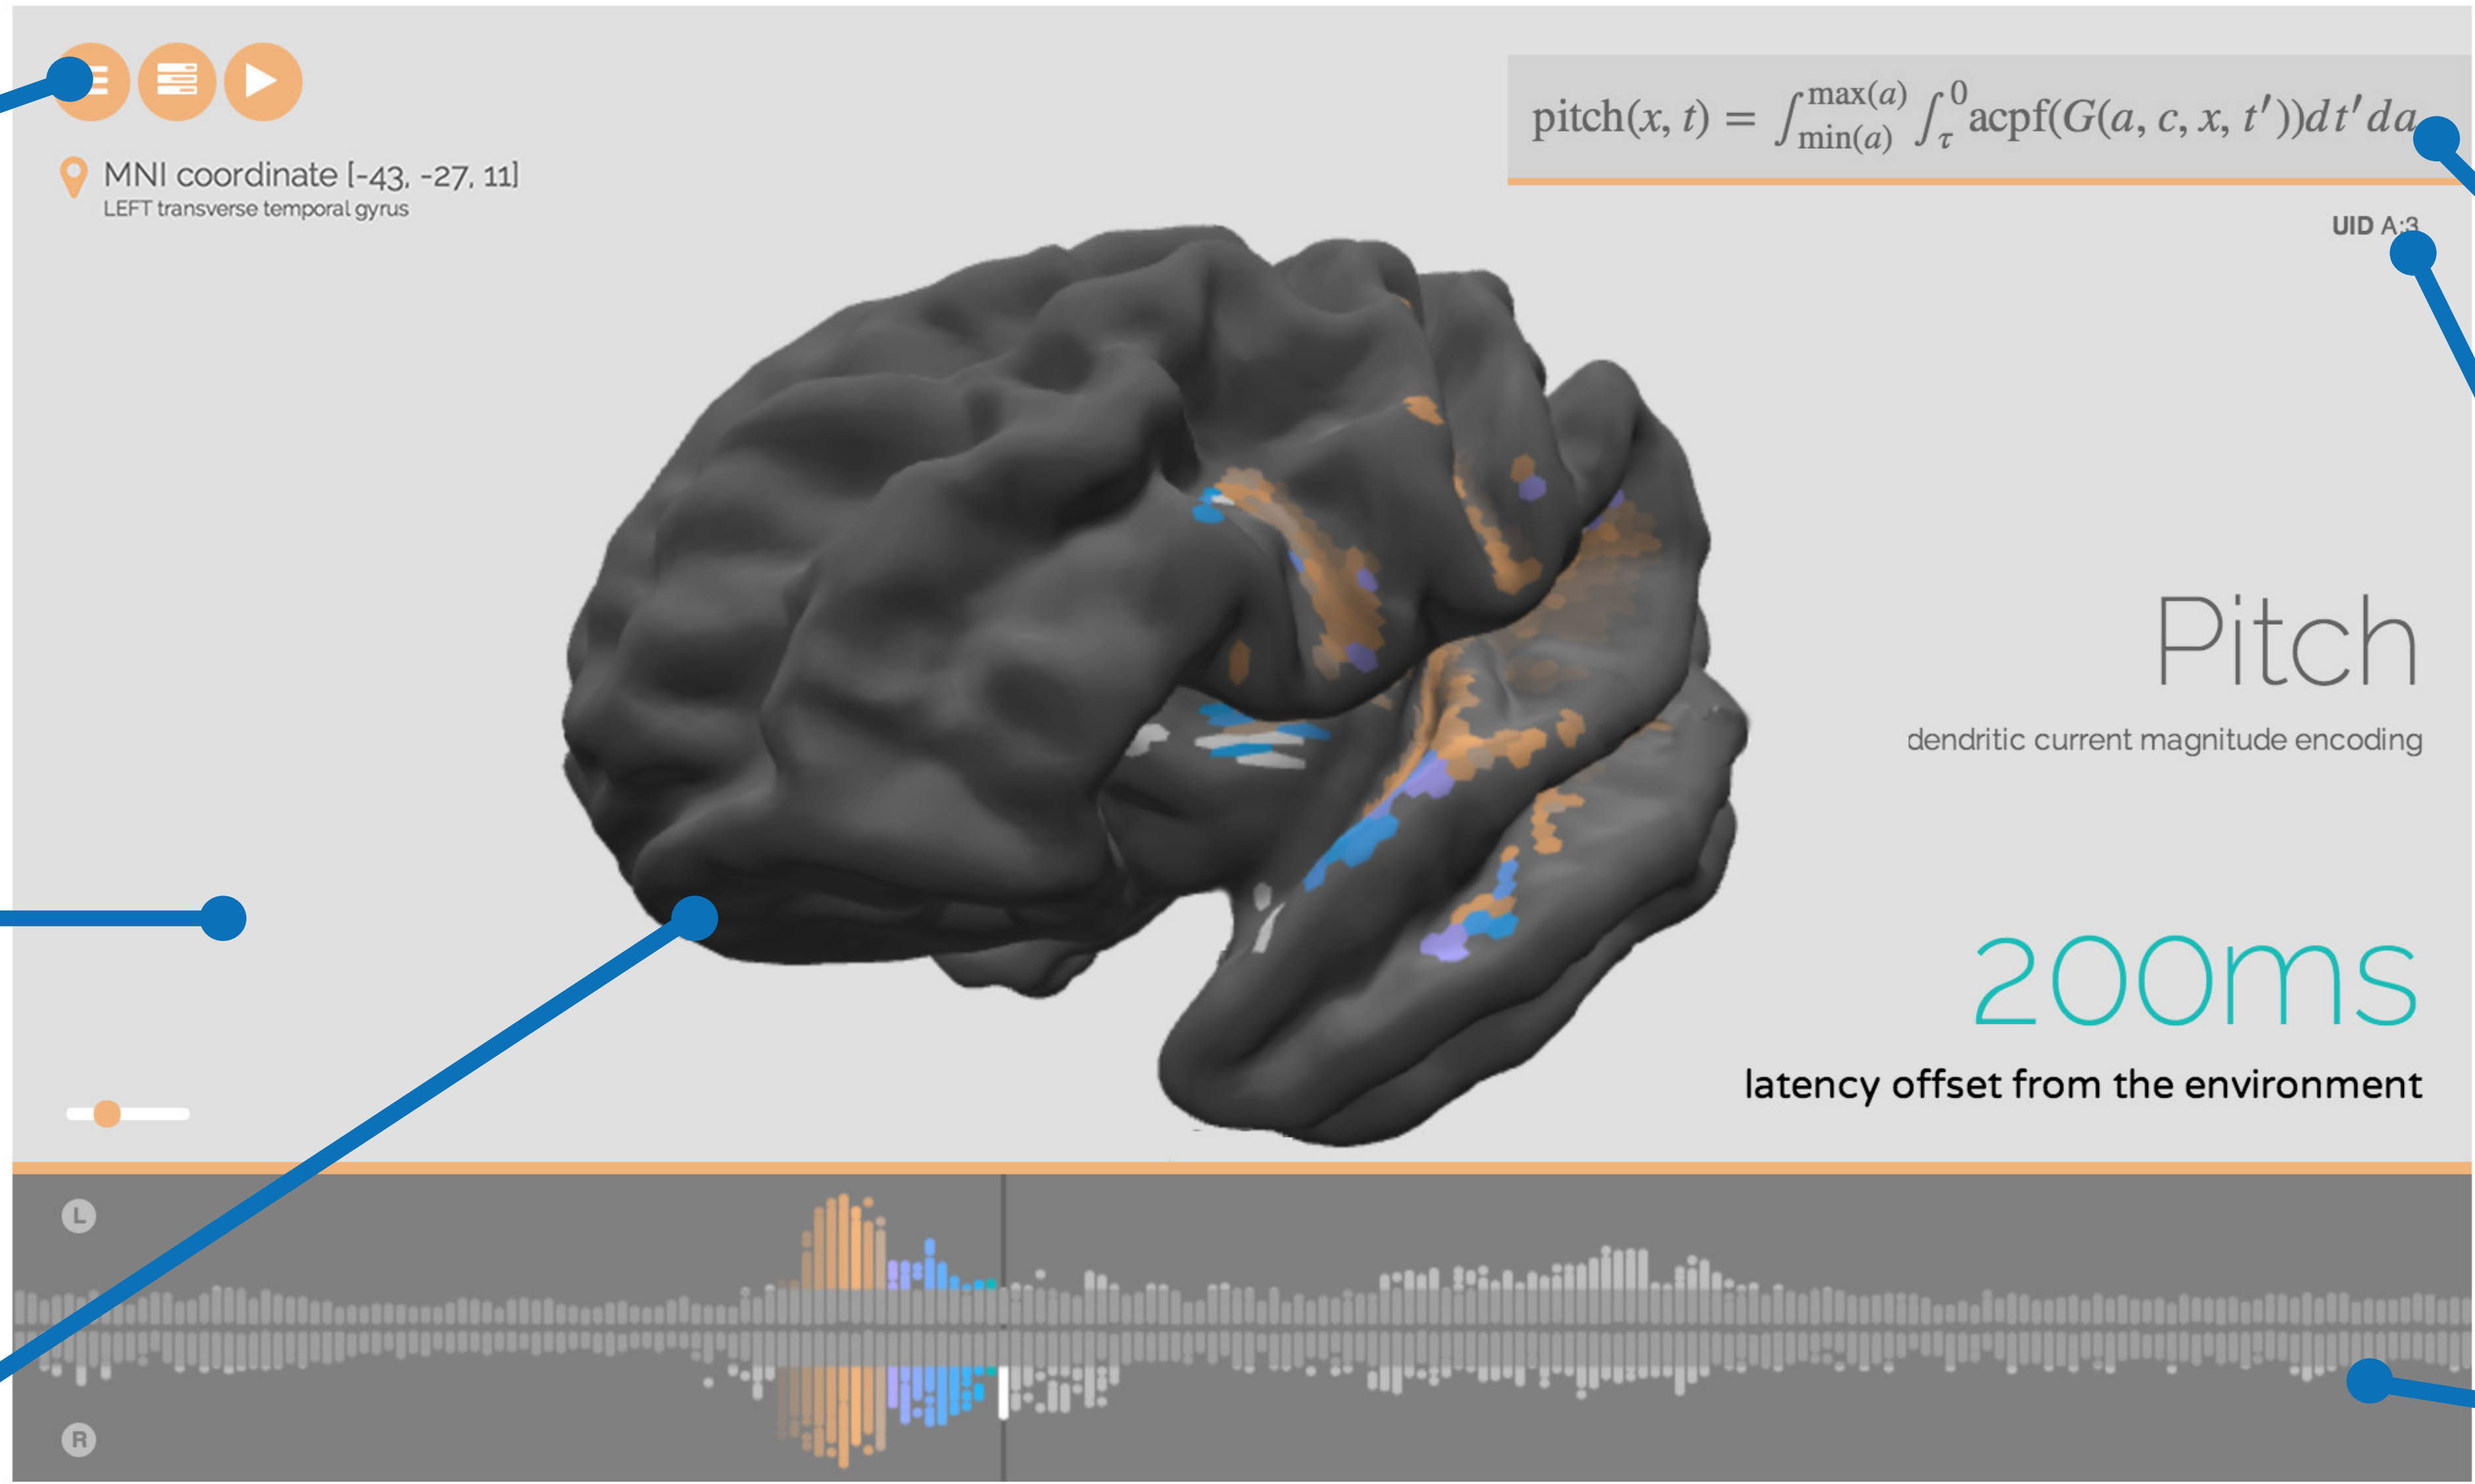 pitch(x, t) = ∫_{min(a)}^{max(a)} ∫_{τ}^{0} acpf(G(a, c, x, t′))dt′da
MNI coordinate [-43, -27, 11]
LEFT transverse temporal gyrus
UID A:3
Pitch
dendritic current magnitude encoding
200ms
latency offset from the environment
L
R